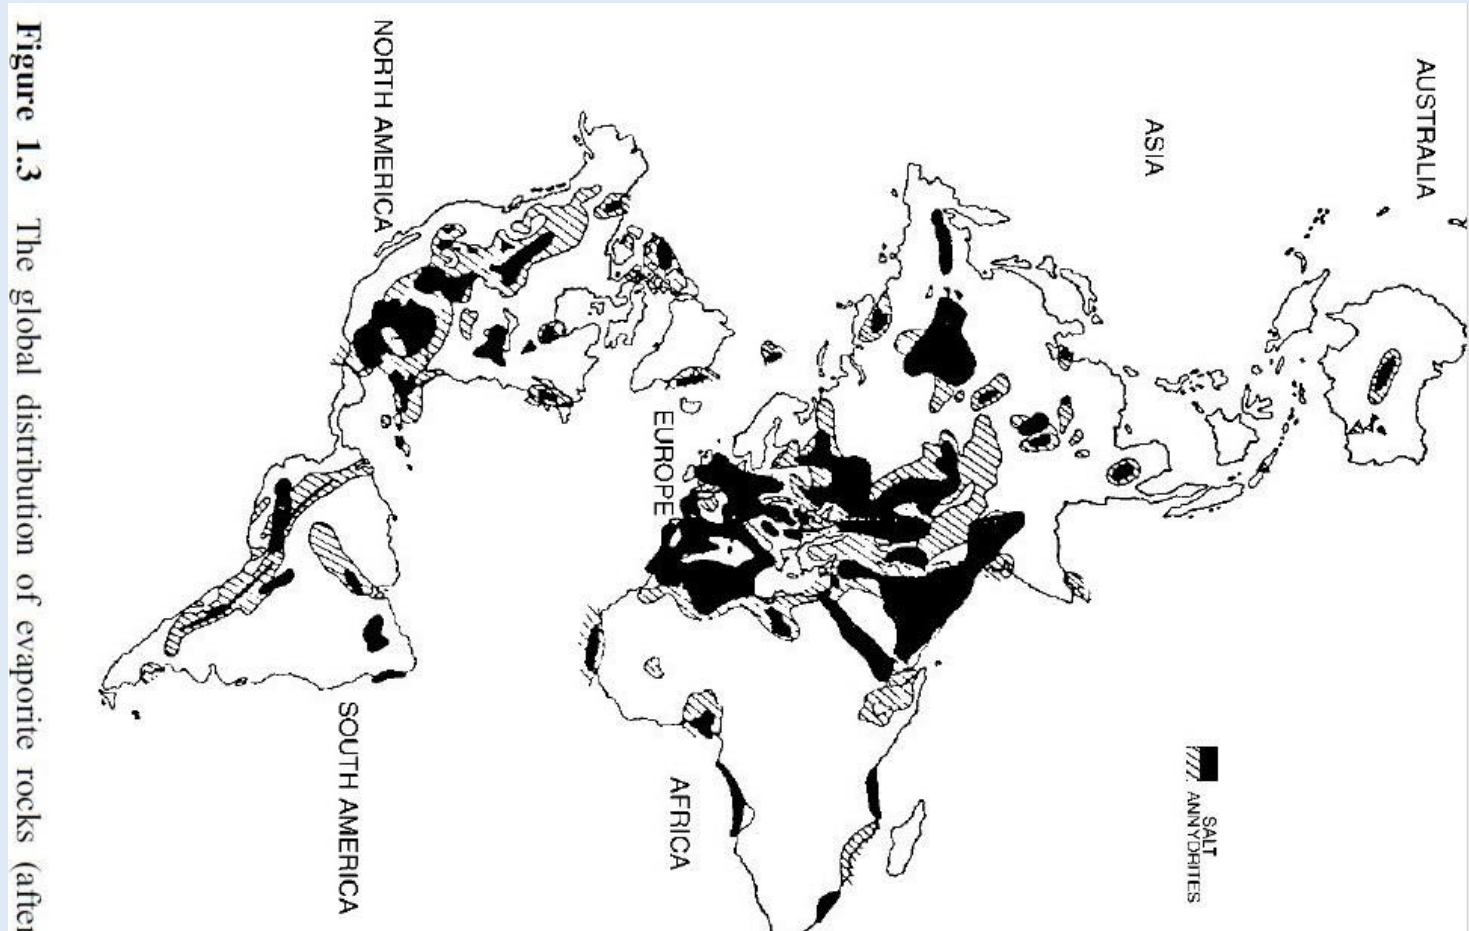 AUSTRALIA
ASIA
NORTH AMERICA
EUROPE
AFRICA
SOUTH AMERICA
SALT
ANNYDRITES
Figure 1.3 The global distribution of evaporite rocks (after